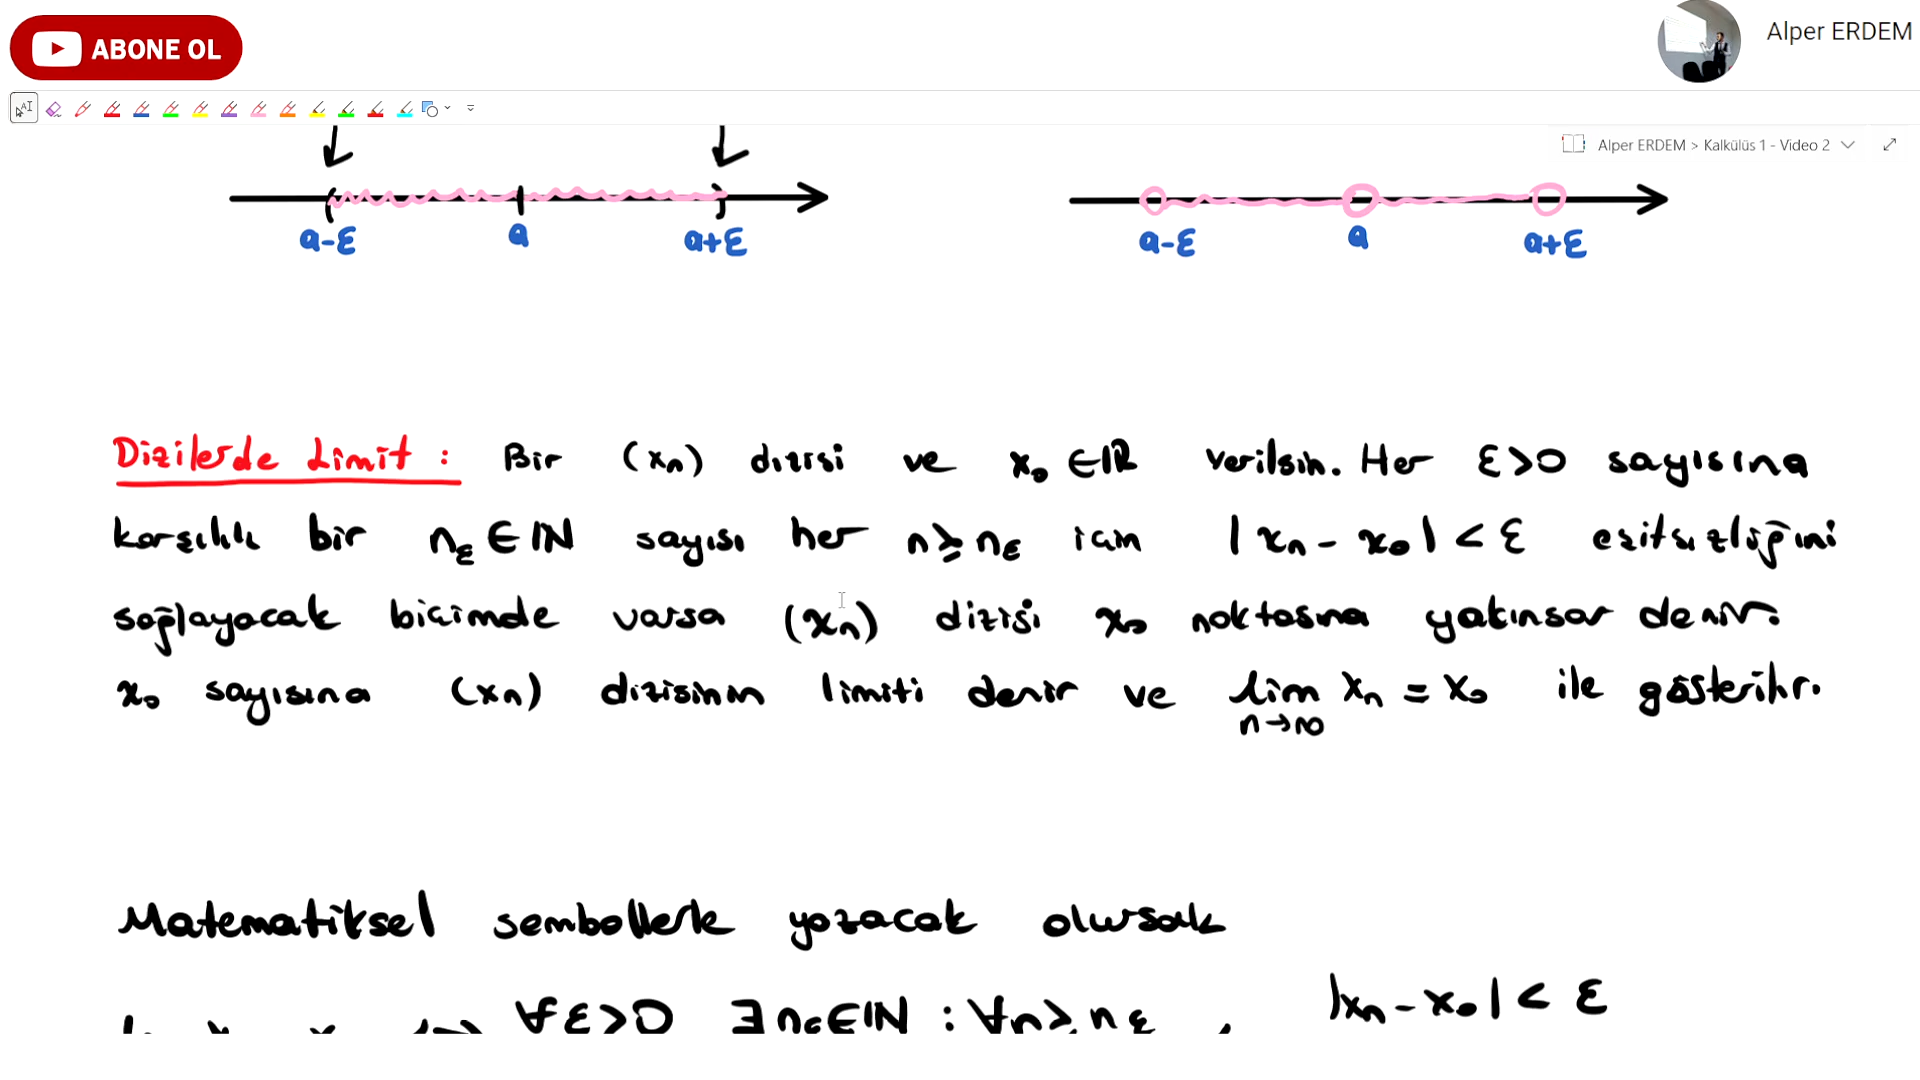 ABONE OL
Alper ERDEM
Alper ERDEM > Kalkülüs 1 - Video 2
a-ε a a+ε a-ε a a+ε
Dizilerde Limit : Bir (xn) dizisi ve x₀ ∈ ℝ verilsin. Her ε>0 sayısına
karşılık bir nε ∈ ℕ sayısı her n ≥ nε için |xn - x₀| < ε eşitsizliğini
sağlayacak biçimde varsa (xn) dizisi x₀ noktasına yakınsar denir.
x₀ sayısına (xn) dizisinin limiti denir ve lim xn = x₀ ile gösterilir.
n→∞
Matematiksel sembollerle yazacak olursak
∀ε>0 ∃nε∈ℕ : ∀n≥nε , |xn - x₀| < ε